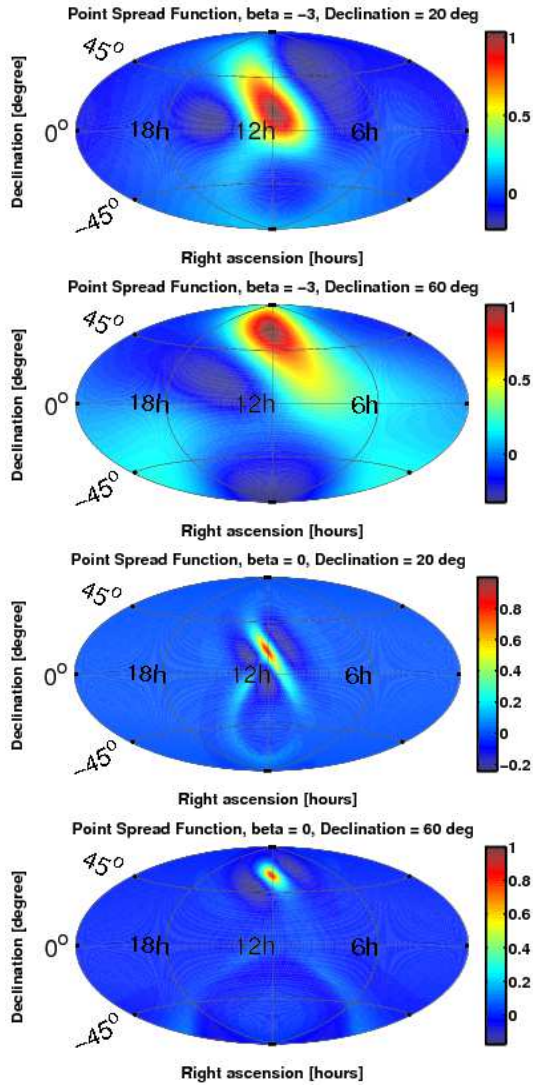 Point Spread Function, beta = −3, Declination = 20 deg
45°
1
Declination [degree]
0.5
0°
18h
12h
6h
0
−45°
Right ascension [hours]
Point Spread Function, beta = −3, Declination = 60 deg
45°
1
Declination [degree]
0.5
0°
18h
12h
6h
0
−45°
Right ascension [hours]
Point Spread Function, beta = 0, Declination = 20 deg
45°
0.8
Declination [degree]
0.6
0.4
0°
18h
12h
6h
0.2
0
−45°
−0.2
Right ascension [hours]
Point Spread Function, beta = 0, Declination = 60 deg
45°
1
0.8
Declination [degree]
0.6
0°
18h
12h
6h
0.4
0.2
−45°
0
Right ascension [hours]